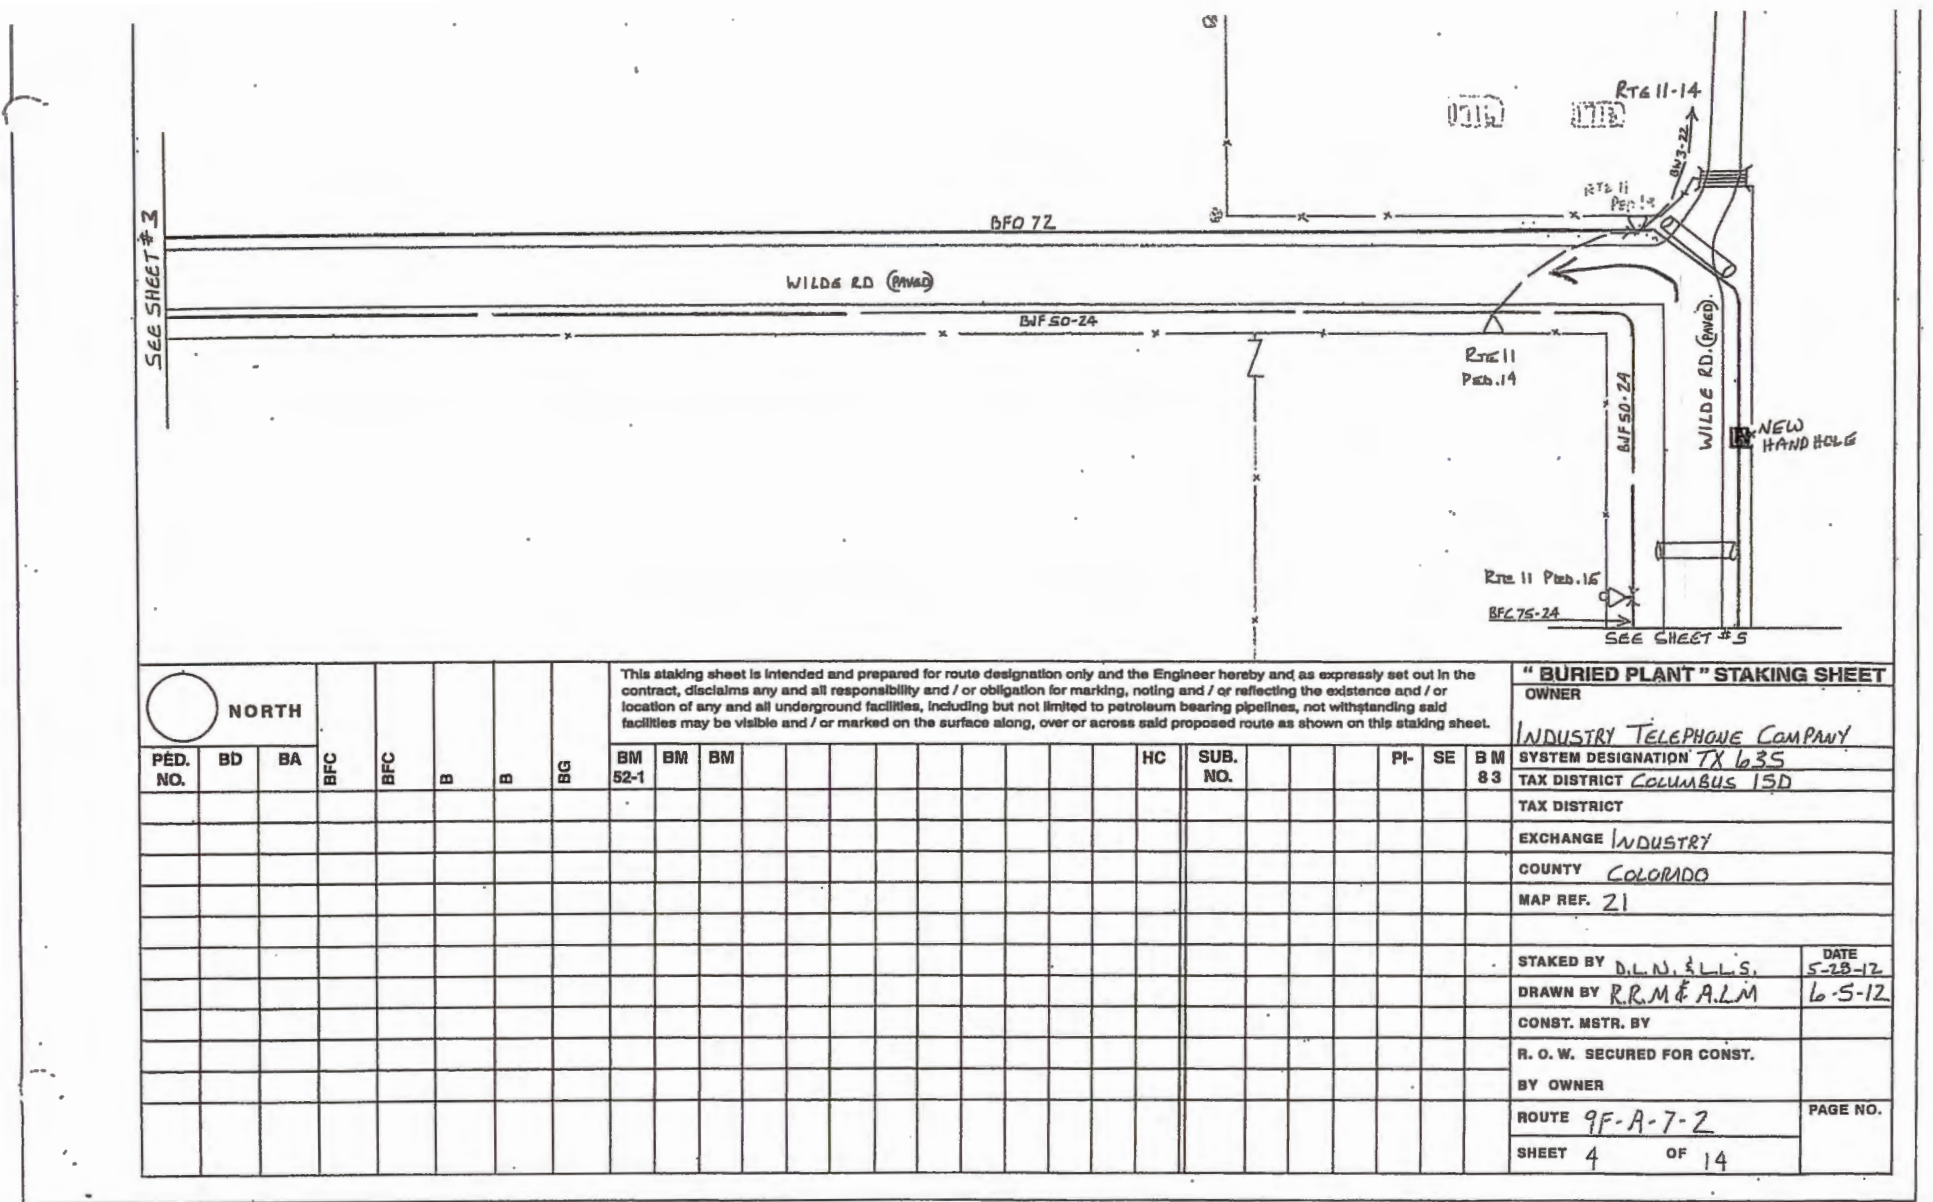 RTE 11-14
BW3-22
RTE 11
PED.13
SEE SHEET #3
BFO 72
WILDE RD (PAVED)
BJF 50-24
RTE 11
PED.14
BJF 50-24
WILDE RD. (PAVED).
NEW
HAND HOLE
RTE 11 PED.15
BFC 75-24
SEE SHEET #5
NORTH
This staking sheet is intended and prepared for route designation only and the Engineer hereby and as expressly set out in the
contract, disclaims any and all responsibility and / or obligation for marking, noting and / or reflecting the existence and / or
location of any and all underground facilities, including but not limited to petroleum bearing pipelines, not withstanding said
facilities may be visible and / or marked on the surface along, over or across said proposed route as shown on this staking sheet.
PED. NO.
BD
BA
BFC
BFC
B
B
BG
BM 52-1
BM
BM
HC
SUB. NO.
PI-
SE
BM 83
"BURIED PLANT" STAKING SHEET
OWNER
INDUSTRY TELEPHONE COMPANY
SYSTEM DESIGNATION TX 635
TAX DISTRICT COLUMBUS ISD
TAX DISTRICT
EXCHANGE INDUSTRY
COUNTY COLORADO
MAP REF. 21
DATE
STAKED BY D.L.N. & L.L.S. 5-23-12
DRAWN BY R.R.M & A.L.M 6-5-12
CONST. MSTR. BY
R. O. W. SECURED FOR CONST.
BY OWNER
ROUTE 9F-A-7-2
PAGE NO.
SHEET 4 OF 14